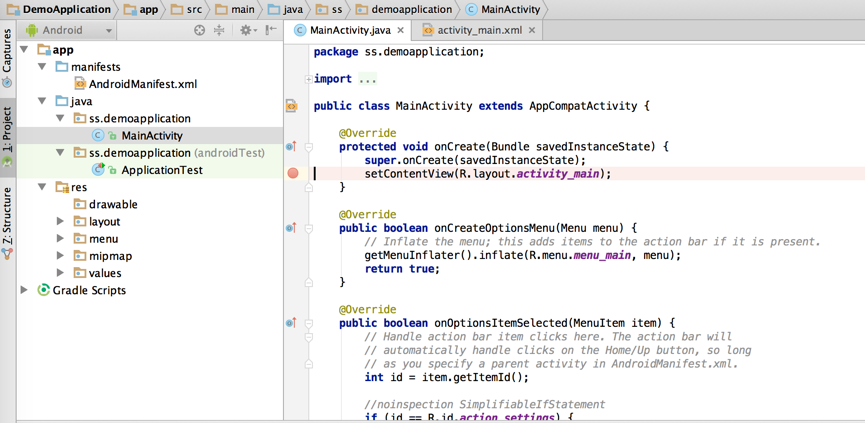 DemoApplication app src main java ss demoapplication MainActivity
Captures
1: Project
Z: Structure
Android
app
manifests
AndroidManifest.xml
java
ss.demoapplication
MainActivity
ss.demoapplication (androidTest)
ApplicationTest
res
drawable
layout
menu
mipmap
values
Gradle Scripts
MainActivity.java activity_main.xml
package ss.demoapplication;
import ...
public class MainActivity extends AppCompatActivity {
@Override
protected void onCreate(Bundle savedInstanceState) {
super.onCreate(savedInstanceState);
setContentView(R.layout.activity_main);
}
@Override
public boolean onCreateOptionsMenu(Menu menu) {
// Inflate the menu; this adds items to the action bar if it is present.
getMenuInflater().inflate(R.menu.menu_main, menu);
return true;
}
@Override
public boolean onOptionsItemSelected(MenuItem item) {
// Handle action bar item clicks here. The action bar will
// automatically handle clicks on the Home/Up button, so long
// as you specify a parent activity in AndroidManifest.xml.
int id = item.getItemId();
//noinspection SimplifiableIfStatement
if (id == R.id.action_settings) {